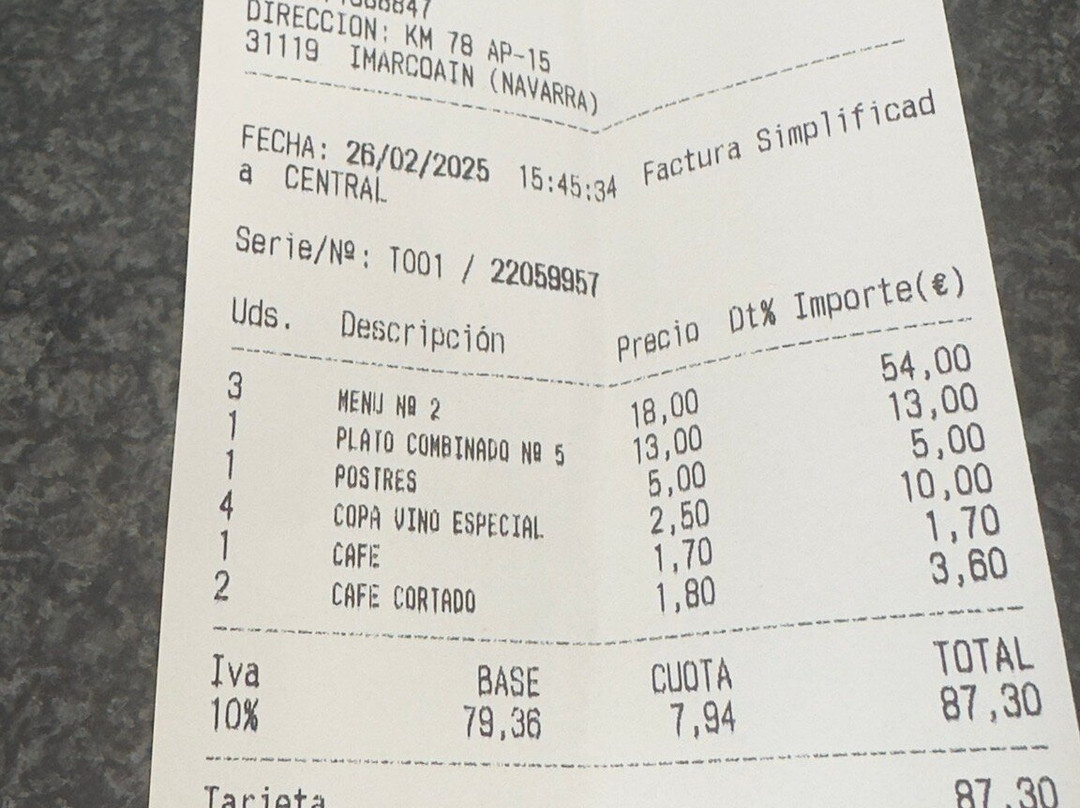 DIRECCION: KM 78 AP-15
31119 IMARCOAIN (NAVARRA)
FECHA: 26/02/2025 15:45:34 Factura Simplificad
a CENTRAL
Serie/Nº: T001 / 22059957
Uds. Descripción Precio Dt% Importe(€)
3 MENU Nº 2 18,00 54,00
1 PLATO COMBINADO Nº 5 13,00 13,00
1 POSTRES 5,00 5,00
4 COPA VINO ESPECIAL 2,50 10,00
1 CAFE 1,70 1,70
2 CAFE CORTADO 1,80 3,60
Iva BASE CUOTA TOTAL
10% 79,36 7,94 87,30
Tarjeta 87,30